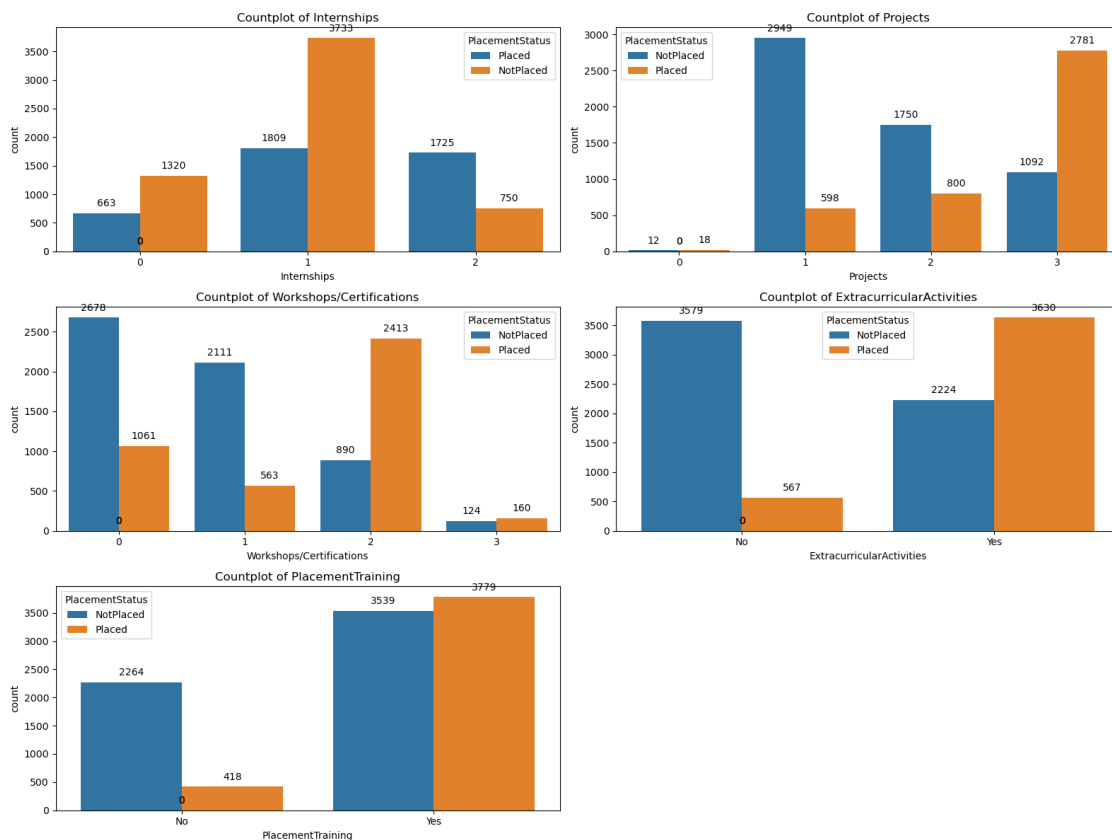 Countplot of Internships
3733
PlacementStatus
Placed
NotPlaced
3500
3000
2500
2000
1500
1000
500
0
count
663
1320
0
1809
1725
750
0
1
2
Internships
Countplot of Projects
2949
2781
PlacementStatus
NotPlaced
Placed
3000
2500
2000
1500
1000
500
0
count
12
0
18
598
1750
800
1092
0
1
2
3
Projects
Countplot of Workshops/Certifications
2678
PlacementStatus
NotPlaced
Placed
2500
2000
1500
1000
500
0
count
1061
0
2111
563
890
2413
124
160
0
1
2
3
Workshops/Certifications
Countplot of ExtracurricularActivities
3579
3630
PlacementStatus
NotPlaced
Placed
3500
3000
2500
2000
1500
1000
500
0
count
567
0
2224
No
Yes
ExtracurricularActivities
Countplot of PlacementTraining
3779
PlacementStatus
NotPlaced
Placed
3500
3000
2500
2000
1500
1000
500
0
count
2264
418
0
3539
No
Yes
PlacementTraining